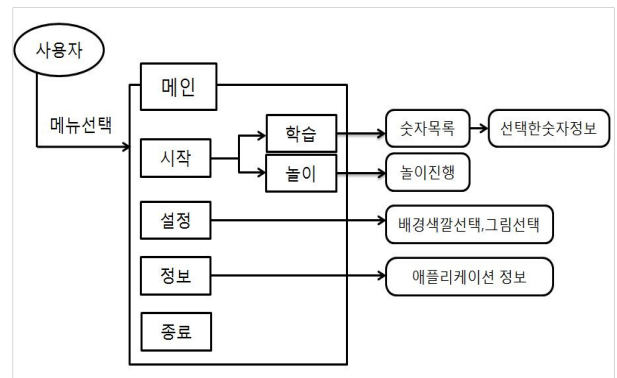 사용자
메뉴선택
메인
시작
학습
숫자목록
선택한숫자정보
놀이
놀이진행
설정
배경색깔선택,그림선택
정보
애플리케이션 정보
종료